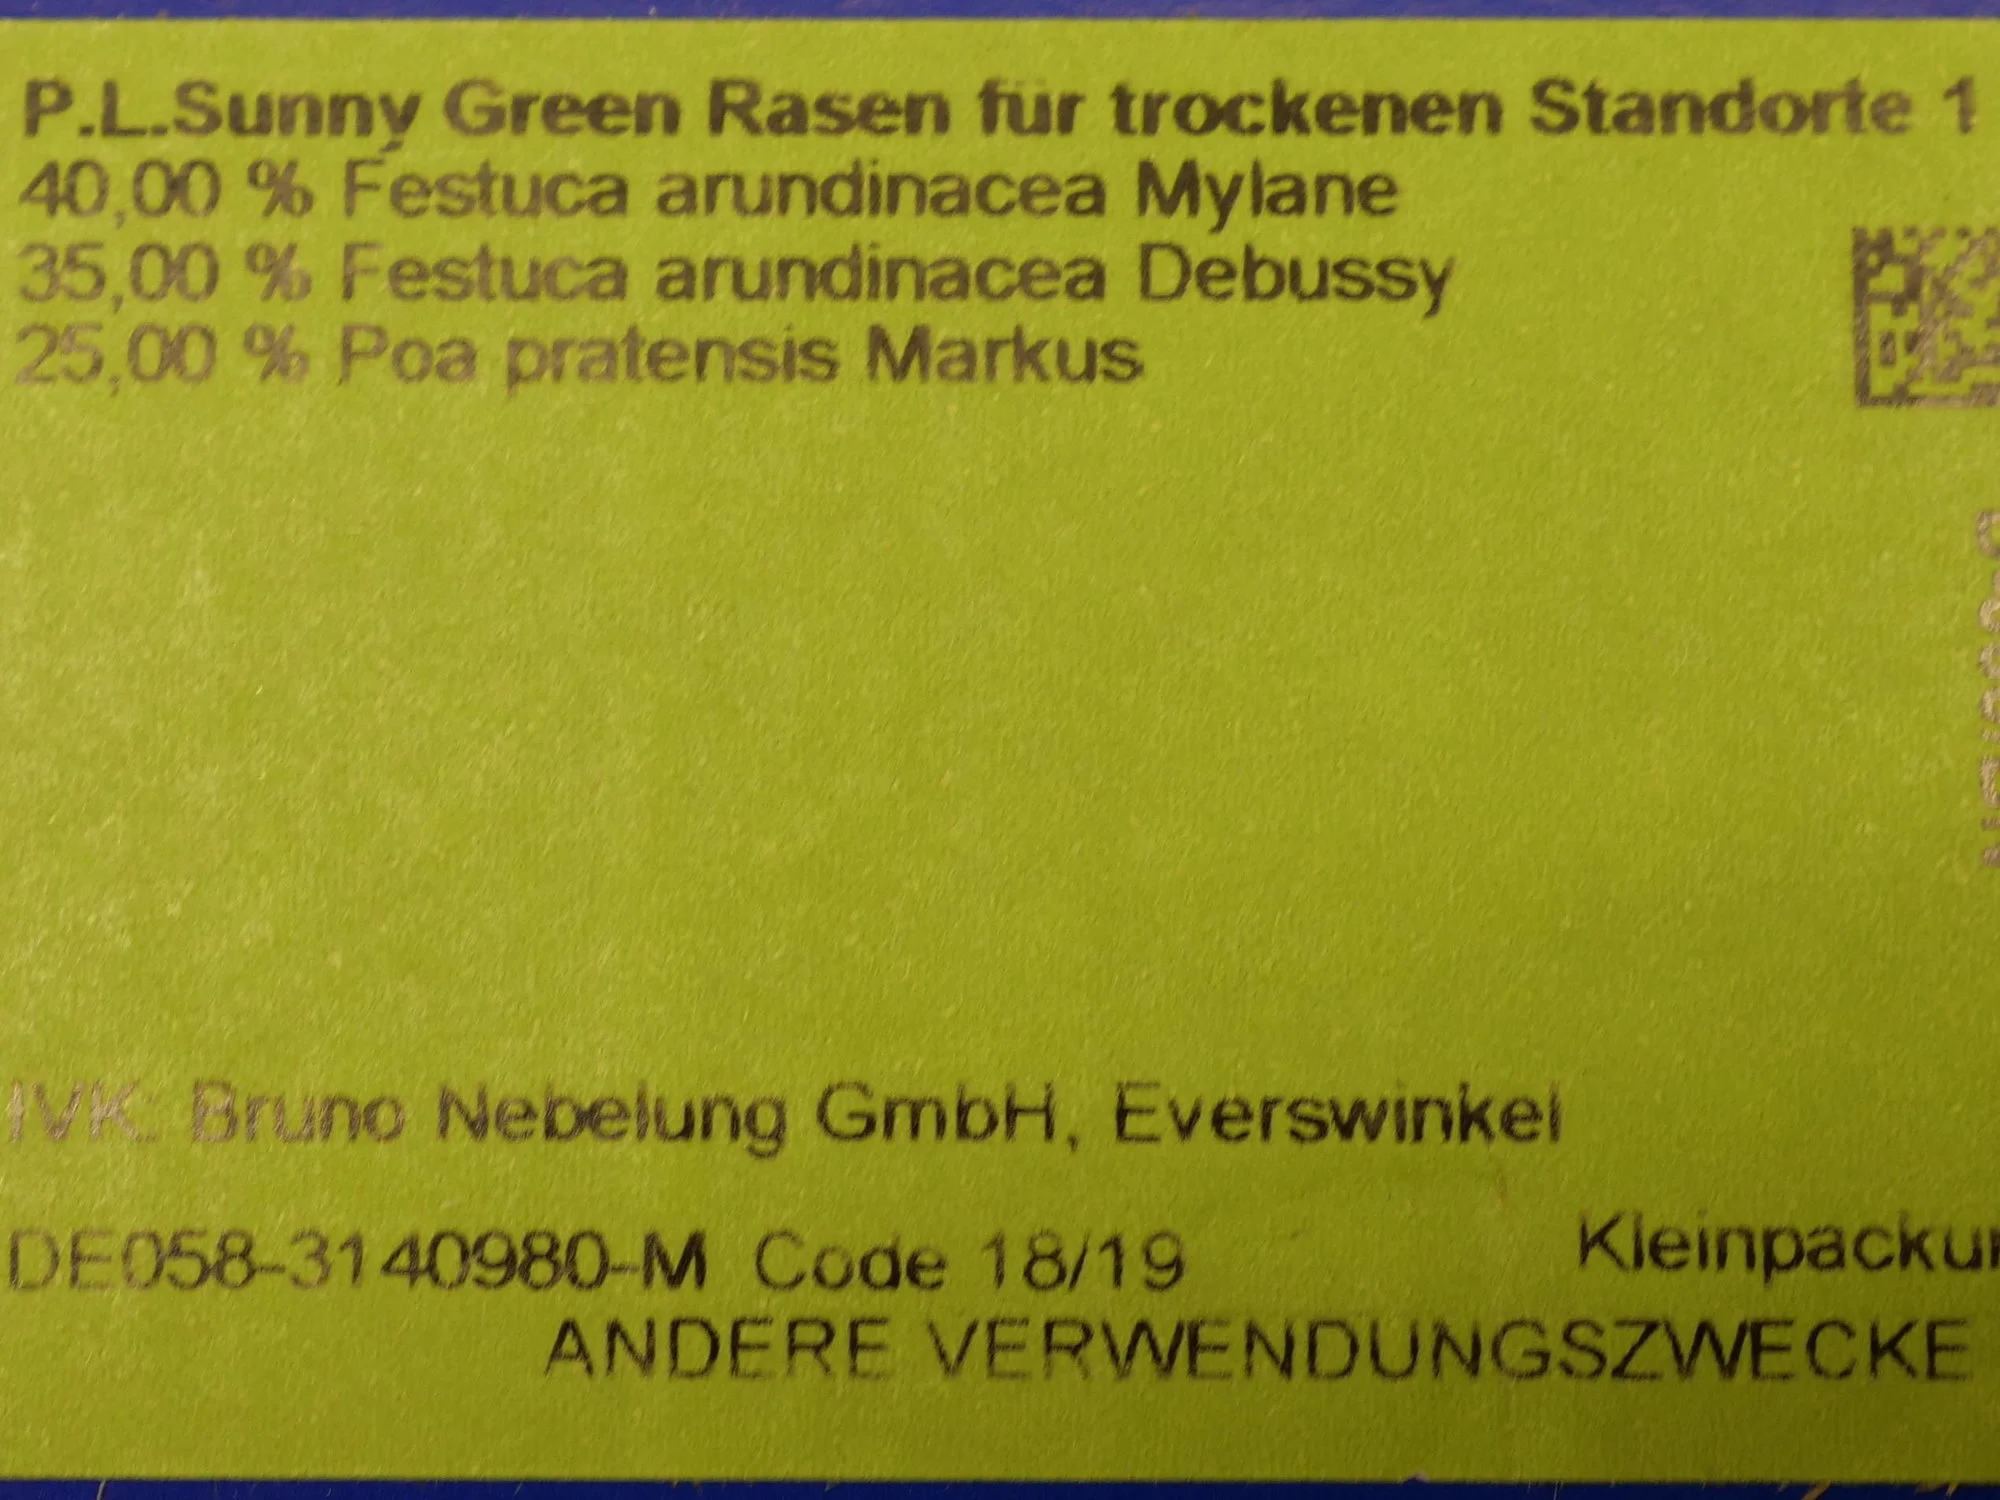 P.L.Sunny Green Rasen für trockenen Standorte 1
40,00 % Festuca arundinacea Mylane
35,00 % Festuca arundinacea Debussy
25,00 % Poa pratensis Markus
IVK: Bruno Nebelung GmbH, Everswinkel
DE058-3140980-M Code 18/19
Kleinpackun
ANDERE VERWENDUNGSZWECKE